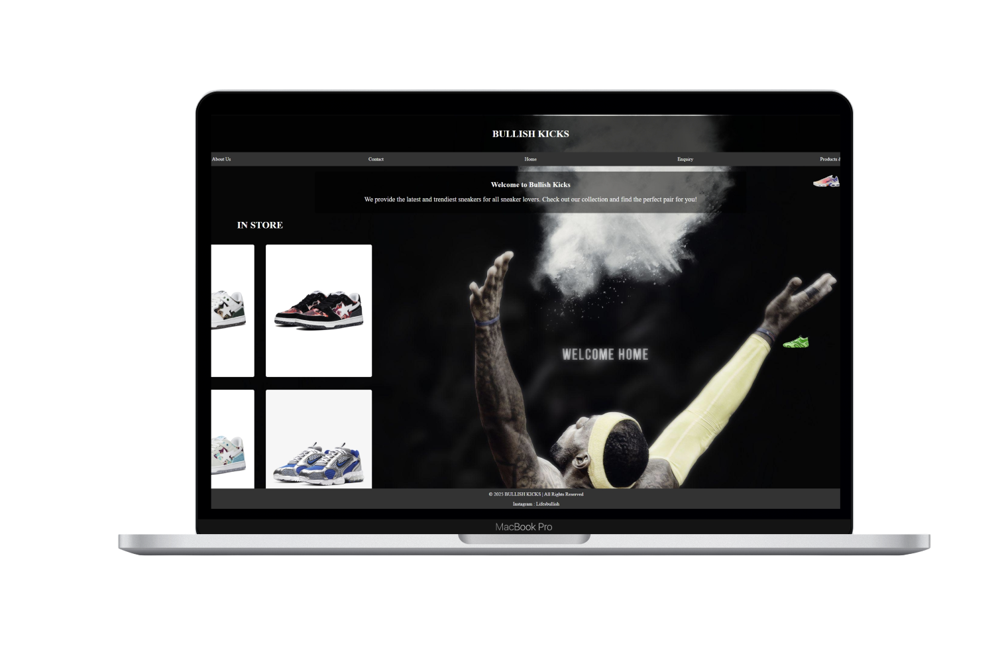 BULLISH KICKS
About Us
Contact
Home
Enquiry
Products &
Welcome to Bullish Kicks
We provide the latest and trendiest sneakers for all sneaker lovers. Check out our collection and find the perfect pair for you!
IN STORE
WELCOME HOME
© 2025 BULLISH KICKS | All Rights Reserved
Instagram : Lifesbullish
MacBook Pro